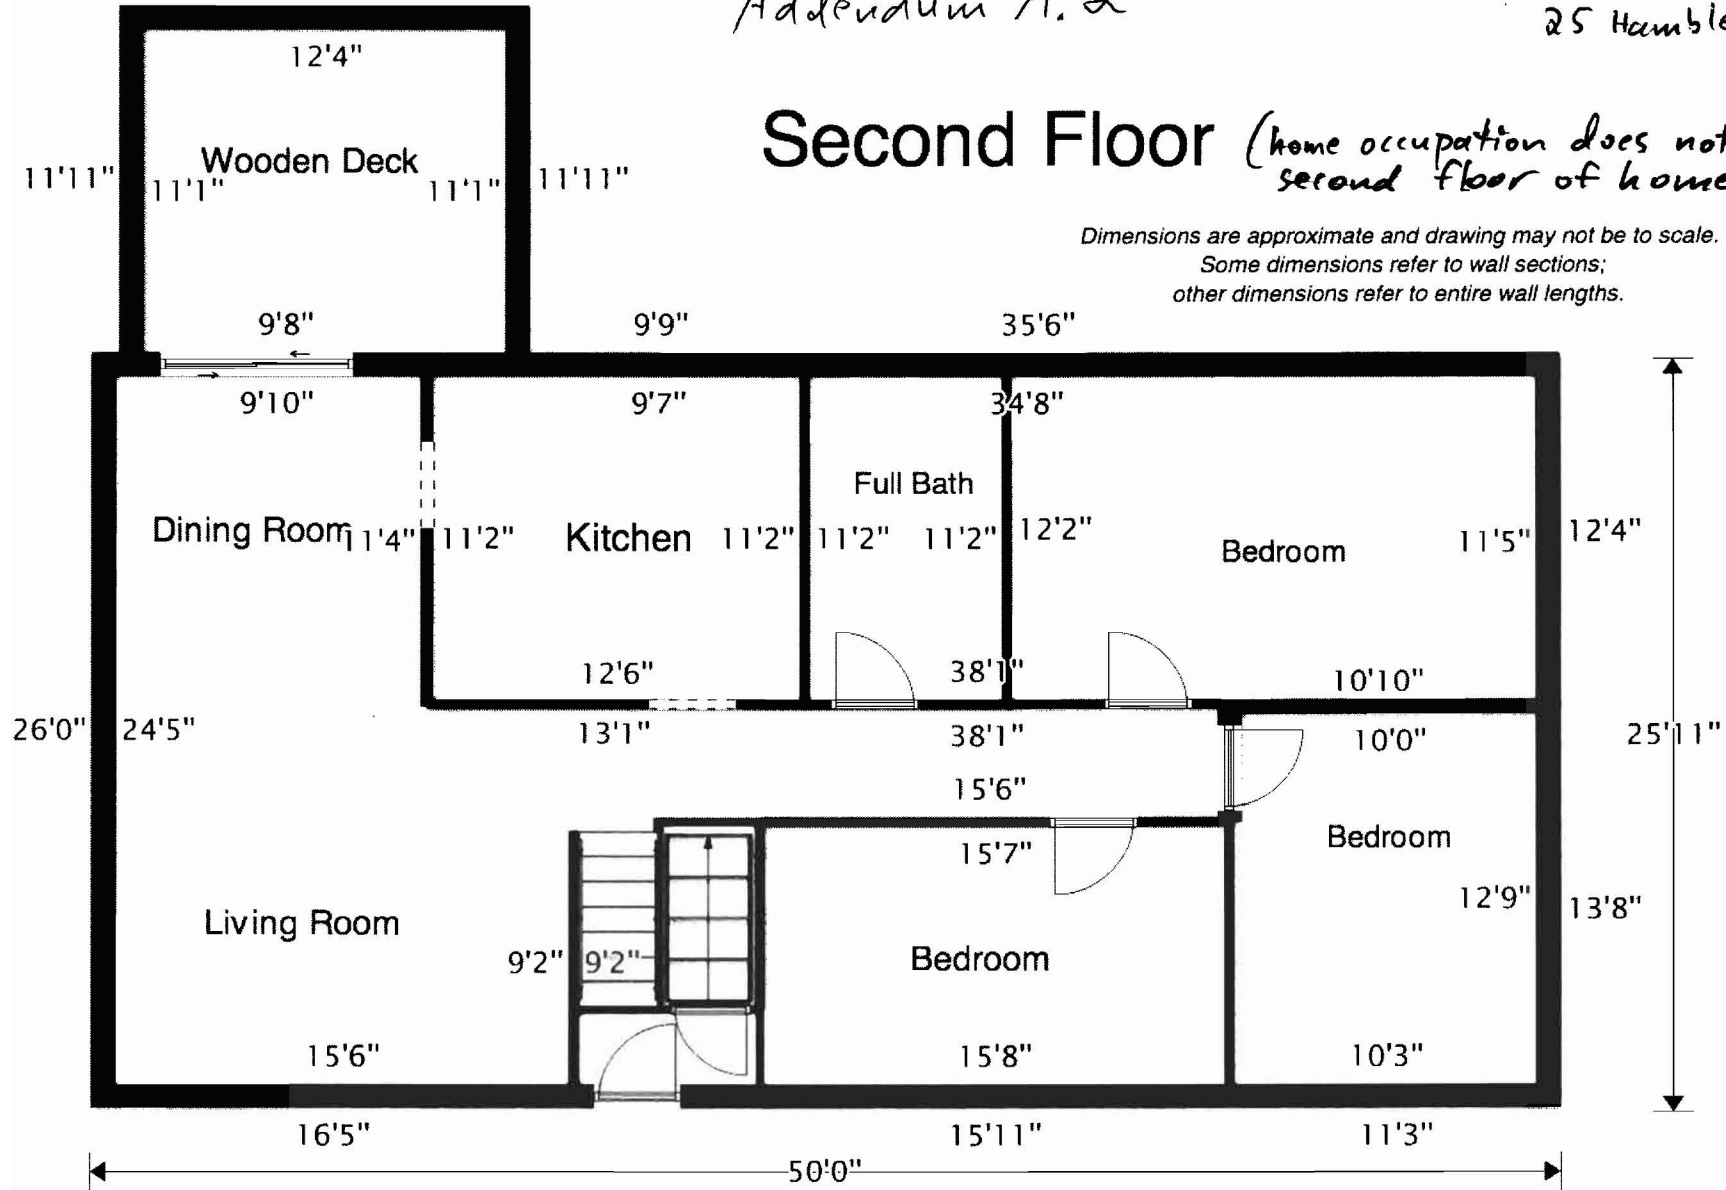 Addendum A.2
25 Hamble
12'4"
Second Floor (home occupation does not
second floor of home
Wooden Deck
11'11" 11'1" 11'1" 11'11"
Dimensions are approximate and drawing may not be to scale.
Some dimensions refer to wall sections;
other dimensions refer to entire wall lengths.
9'8" 9'9" 35'6"
9'10" 9'7" 34'8"
Full Bath
Dining Room 11'4" 11'2" Kitchen 11'2" 11'2" 11'2" 12'2" Bedroom 11'5" 12'4"
12'6" 38'1" 10'10"
26'0" 24'5" 13'1" 38'1" 10'0" 25'11"
15'6"
15'7" Bedroom
12'9" 13'8"
Living Room
9'2" 9'2" Bedroom
15'6" 15'8" 10'3"
16'5" 15'11" 11'3"
50'0"